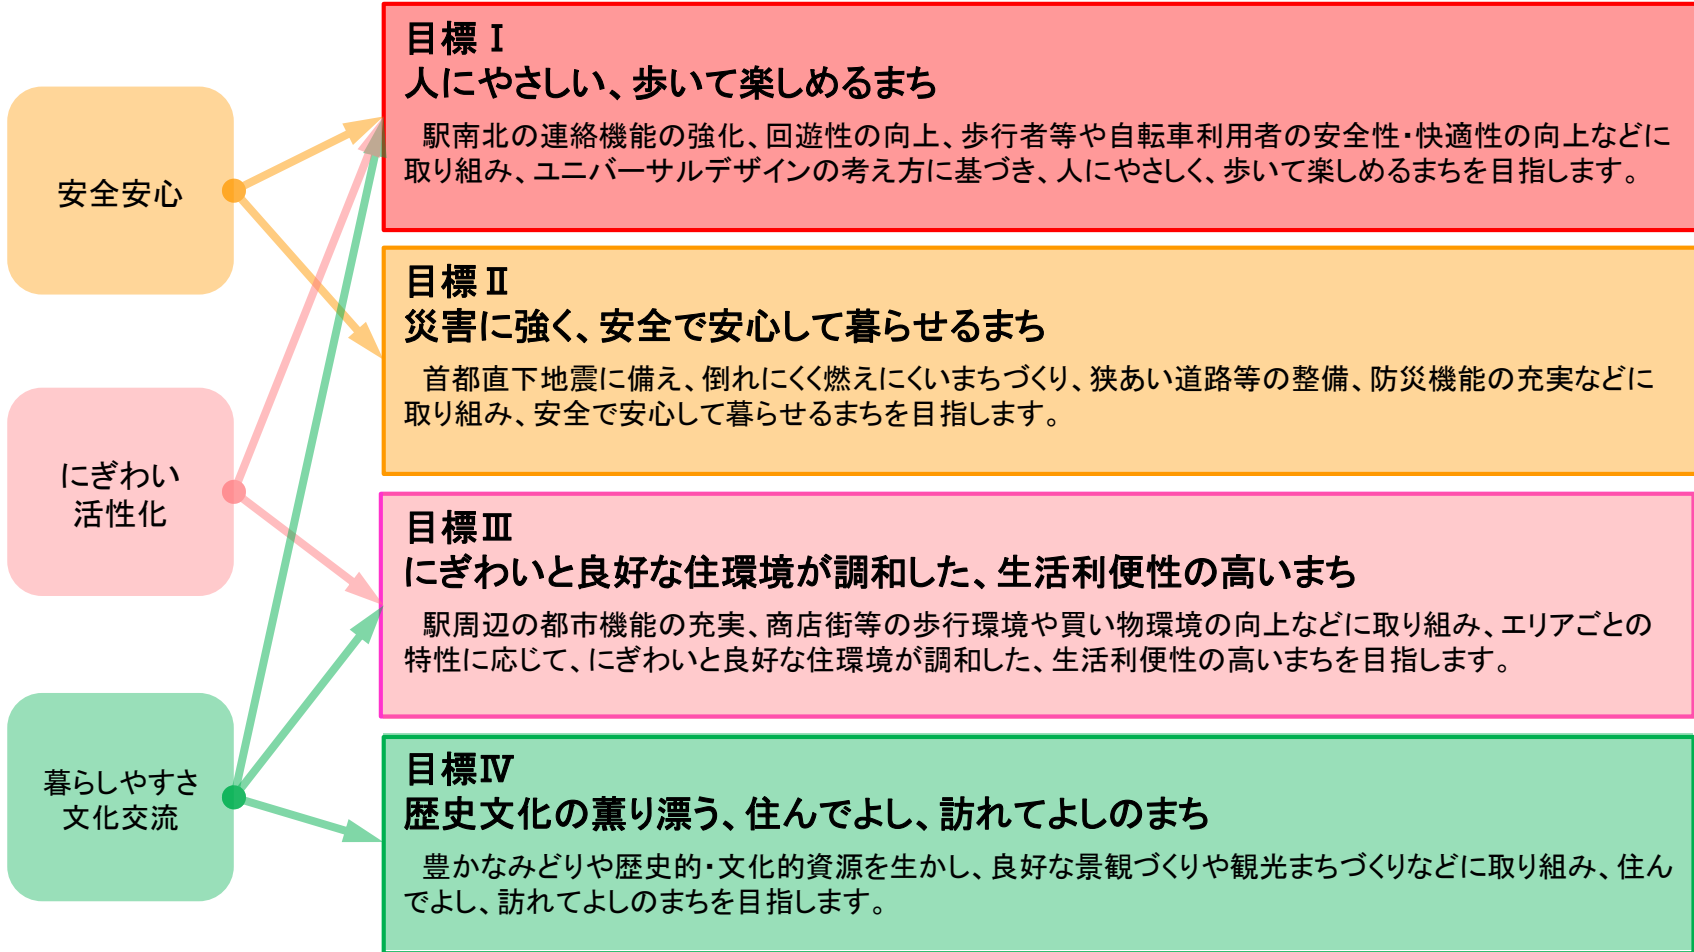 安全安心
にぎわい
活性化
暮らしやすさ
文化交流
目標Ⅰ
人にやさしい、歩いて楽しめるまち
駅南北の連絡機能の強化、回遊性の向上、歩行者等や自転車利用者の安全性・快適性の向上などに
取り組み、ユニバーサルデザインの考え方に基づき、人にやさしく、歩いて楽しめるまちを目指します。
目標Ⅱ
災害に強く、安全で安心して暮らせるまち
首都直下地震に備え、倒れにくく燃えにくいまちづくり、狭あい道路等の整備、防災機能の充実などに
取り組み、安全で安心して暮らせるまちを目指します。
目標Ⅲ
にぎわいと良好な住環境が調和した、生活利便性の高いまち
駅周辺の都市機能の充実、商店街等の歩行環境や買い物環境の向上などに取り組み、エリアごとの
特性に応じて、にぎわいと良好な住環境が調和した、生活利便性の高いまちを目指します。
目標Ⅳ
歴史文化の薫り漂う、住んでよし、訪れてよしのまち
豊かなみどりや歴史的・文化的資源を生かし、良好な景観づくりや観光まちづくりなどに取り組み、住ん
でよし、訪れてよしのまちを目指します。